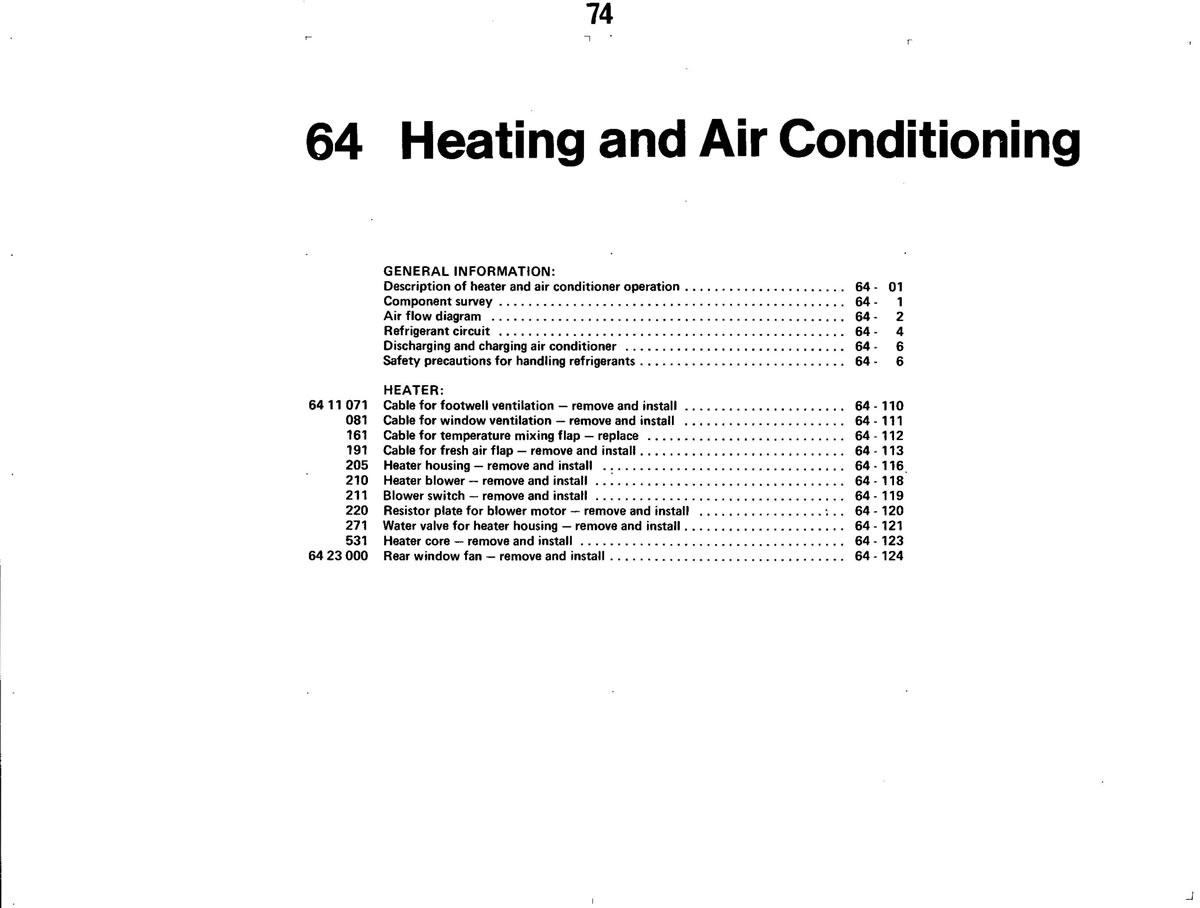 74
64 Heating and Air Conditioning
GENERAL INFORMATION:
Description of heater and air conditioner operation ...................... 64 - 01
Component survey ............................................... 64 - 1
Air flow diagram ................................................ 64 - 2
Refrigerant circuit ............................................... 64 - 4
Discharging and charging air conditioner .............................. 64 - 6
Safety precautions for handling refrigerants ............................ 64 - 6
HEATER:
64 11 071 Cable for footwell ventilation — remove and install ...................... 64 - 110
081 Cable for window ventilation — remove and install ...................... 64 - 111
161 Cable for temperature mixing flap — replace ........................... 64 - 112
191 Cable for fresh air flap — remove and install ............................ 64 - 113
205 Heater housing — remove and install ................................. 64 - 116
210 Heater blower — remove and install .................................. 64 - 118
211 Blower switch — remove and install .................................. 64 - 119
220 Resistor plate for blower motor — remove and install .................... 64 - 120
271 Water valve for heater housing — remove and install ...................... 64 - 121
531 Heater core — remove and install .................................... 64 - 123
64 23 000 Rear window fan — remove and install ................................ 64 - 124